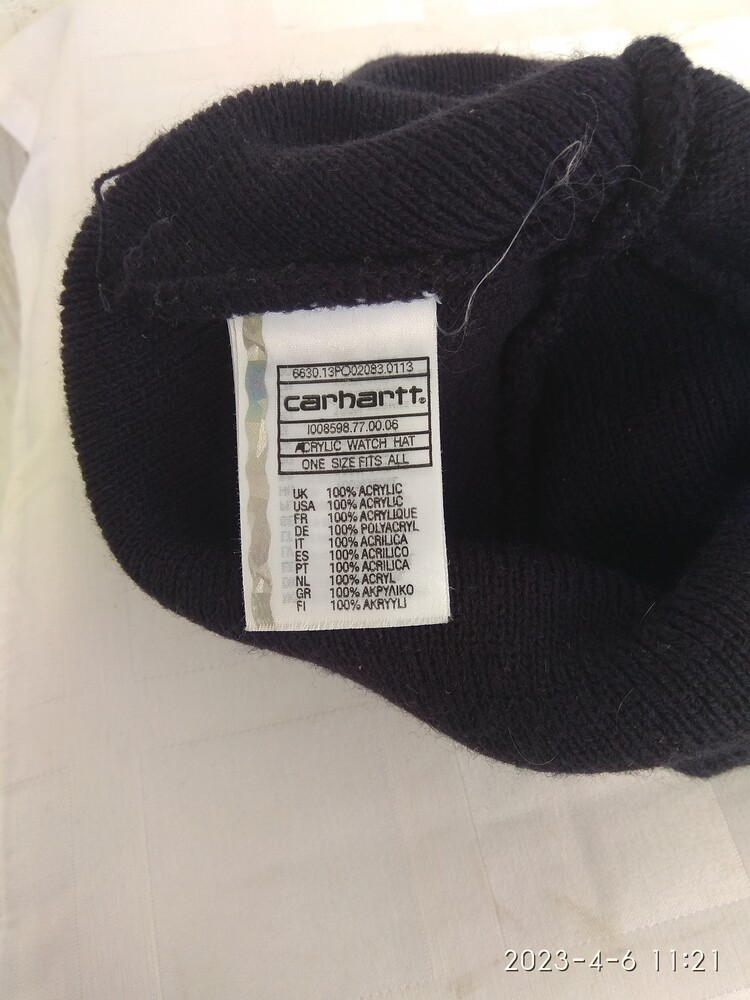 6630.13PO02083.0113
carhartt®
I008598.77.00.06
ACRYLIC WATCH HAT
ONE SIZE FITS ALL
UK 100% ACRYLIC
USA 100% ACRYLIC
FR 100% ACRYLIQUE
DE 100% POLYACRYL
IT 100% ACRILICA
ES 100% ACRILICO
PT 100% ACRILICA
NL 100% ACRYL
GR 100% ΑΚΡΥΛΙΚΟ
FI 100% AKRYYLI
2023-4-6 11:21